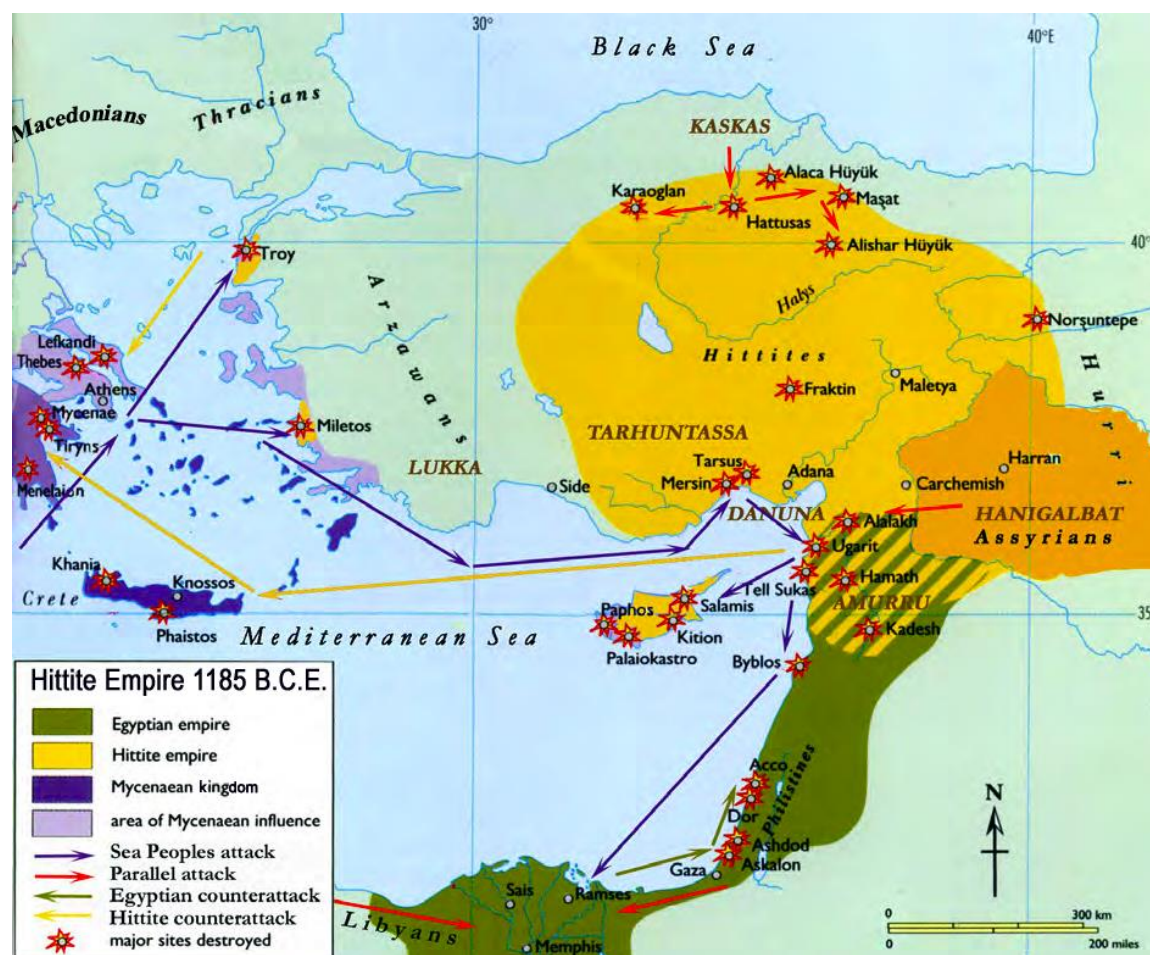 30°
40°E
Black Sea
Macedonians
Thracians
KASKAS
Alaca Hüyük
Karaoglan
Maşat
Hattusas
Alishar Hüyük
40°
Troy
Arzawans
Halys
Norşuntepe
Lefkandi
Thebes
Hittites
Hurri
Athens
Fraktin
Maletya
Mycenae
Miletos
Tiryns
TARHUNTASSA
LUKKA
Tarsus
Adana
Harran
Menelaion
Side
Mersin
Carchemish
DANUNA
Alalakh
HANIGALBAT
Assyrians
Ugarit
Khania
Knossos
Tell Sukas
Hamath
Crete
Paphos
Salamis
AMURRU
35°
Phaistos
Mediterranean Sea
Kition
Kadesh
Palaiokastro
Byblos
Hittite Empire 1185 B.C.E.
Egyptian empire
Hittite empire
Mycenaean kingdom
area of Mycenaean influence
Sea Peoples attack
Parallel attack
Egyptian counterattack
Hittite counterattack
major sites destroyed
Acco
Philistines
Dor
Ashdod
Askalon
Gaza
N
Sais
Ramses
Libyans
Memphis
0
300 km
0
200 miles